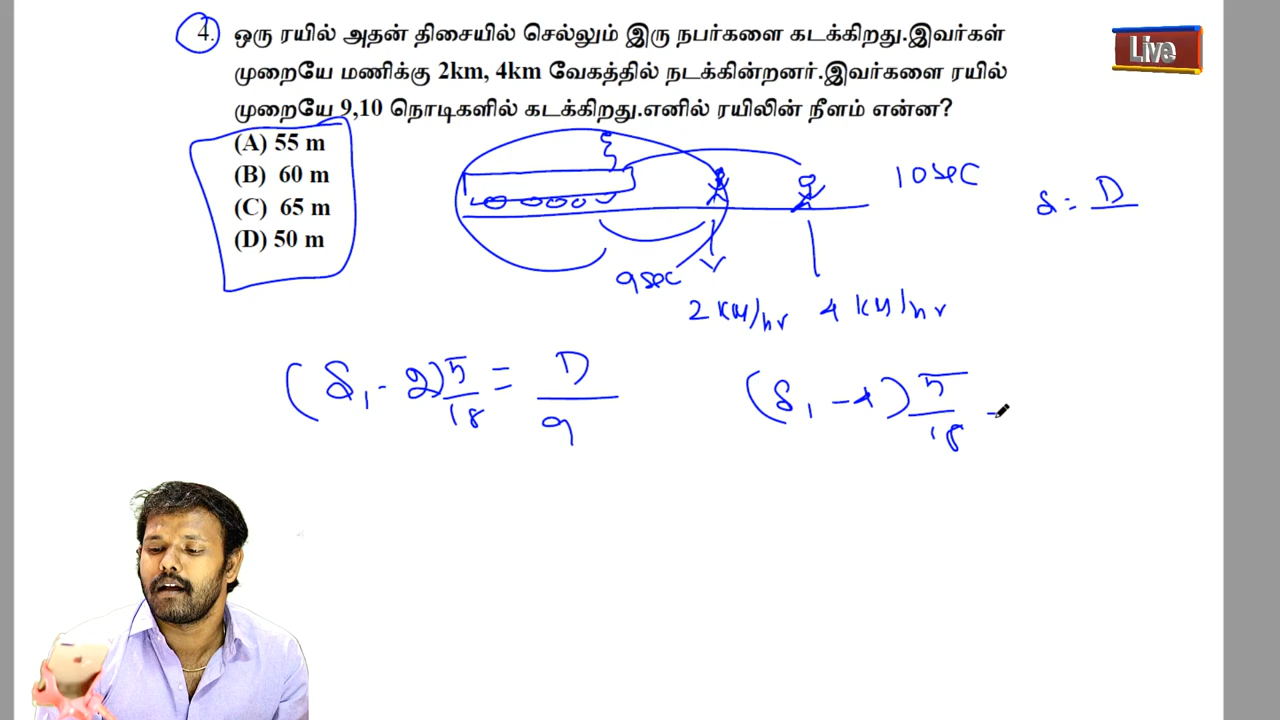 4. ஒரு ரயில் அதன் திசையில் செல்லும் இரு நபர்களை கடக்கிறது.இவர்கள்
முறையே மணிக்கு 2km, 4km வேகத்தில் நடக்கின்றனர்.இவர்களை ரயில்
முறையே 9,10 நொடிகளில் கடக்கிறது.எனில் ரயிலின் நீளம் என்ன?
(A) 55 m
(B) 60 m
(C) 65 m
(D) 50 m
Live
10 sec
S = D
9 sec
2 KM/hr 4 KM/hr
(S1 - 2) 5/18 = D/9
(S1 - 4) 5/18 -